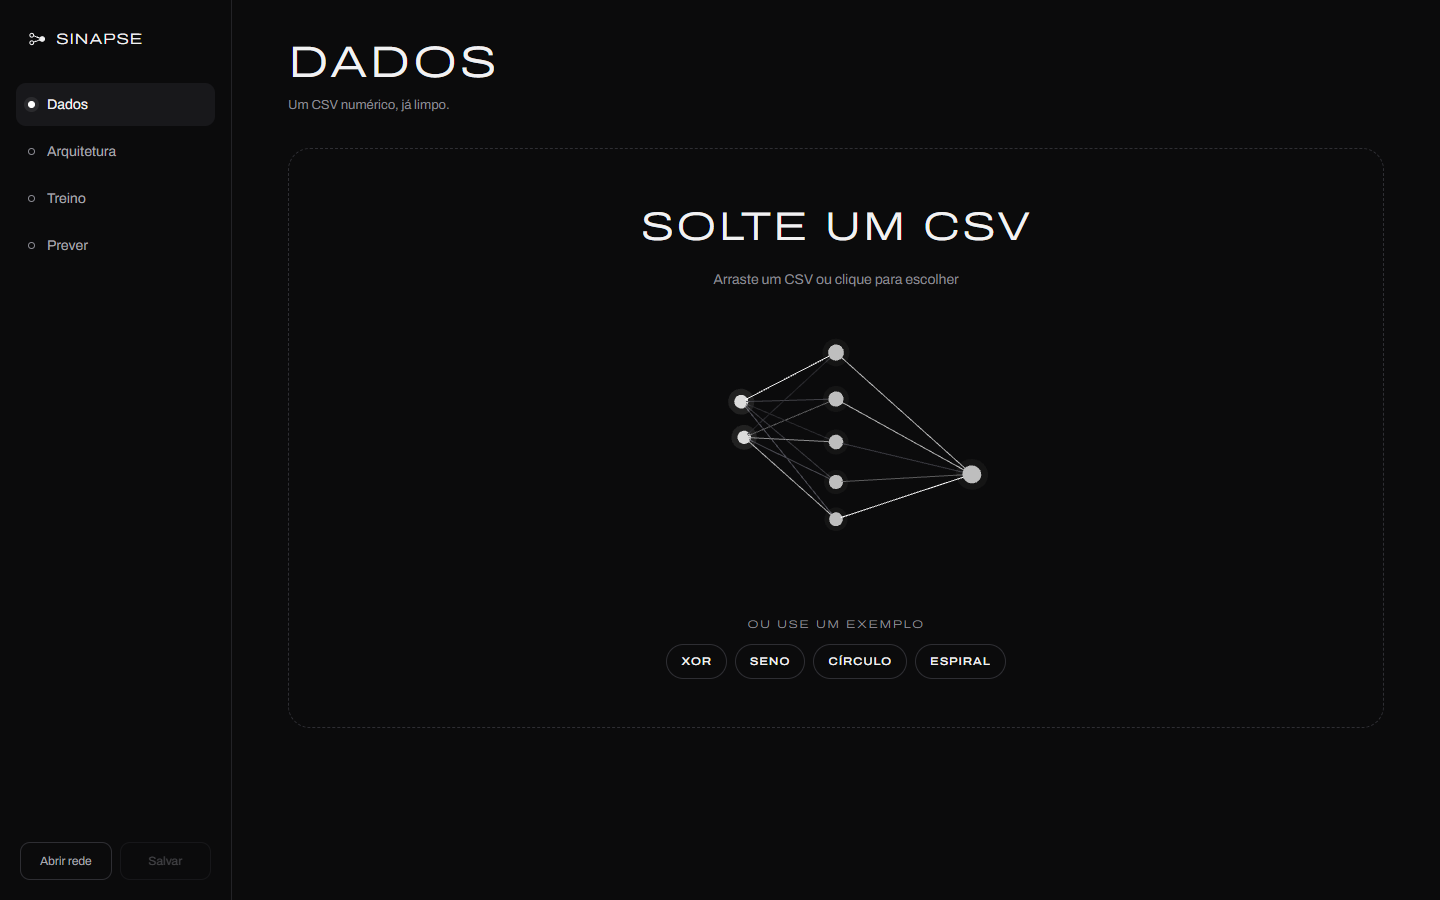 SINAPSE
Dados
Arquitetura
Treino
Prever
Abrir rede
Salvar
DADOS
Um CSV numérico, já limpo.
SOLTE UM CSV
Arraste um CSV ou clique para escolher
OU USE UM EXEMPLO
XOR
SENO
CÍRCULO
ESPIRAL